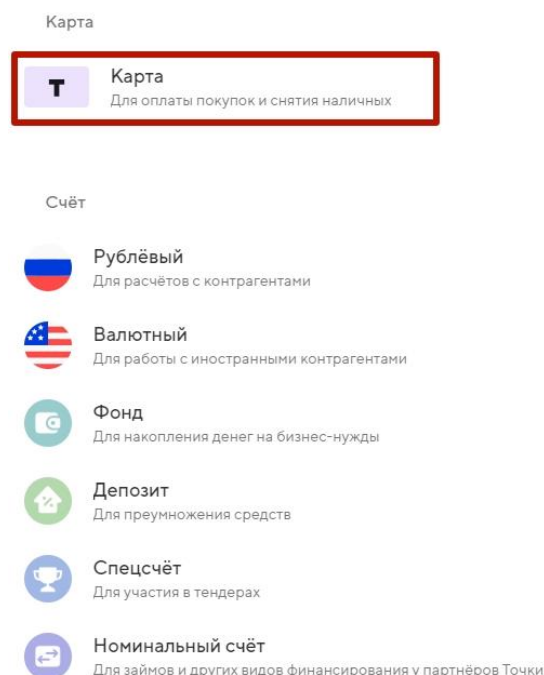 Карта
Т
Карта
Для оплаты покупок и снятия наличных
Счёт
Рублёвый
Для расчётов с контрагентами
Валютный
Для работы с иностранными контрагентами
Фонд
Для накопления денег на бизнес-нужды
Депозит
Для преумножения средств
Спецсчёт
Для участия в тендерах
Номинальный счёт
Для займов и других видов финансирования у партнёров Точки